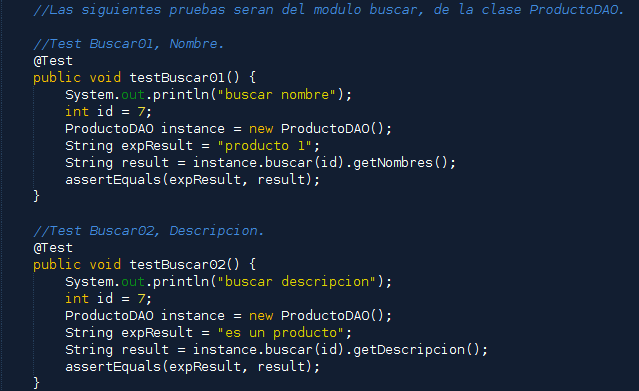 //Las siguientes pruebas seran del modulo buscar, de la clase ProductoDAO.
//Test Buscar01, Nombre.
@Test
public void testBuscar01() {
System.out.println("buscar nombre");
int id = 7;
ProductoDAO instance = new ProductoDAO();
String expResult = "producto 1";
String result = instance.buscar(id).getNombres();
assertEquals(expResult, result);
}
//Test Buscar02, Descripcion.
@Test
public void testBuscar02() {
System.out.println("buscar descripcion");
int id = 7;
ProductoDAO instance = new ProductoDAO();
String expResult = "es un producto";
String result = instance.buscar(id).getDescripcion();
assertEquals(expResult, result);
}